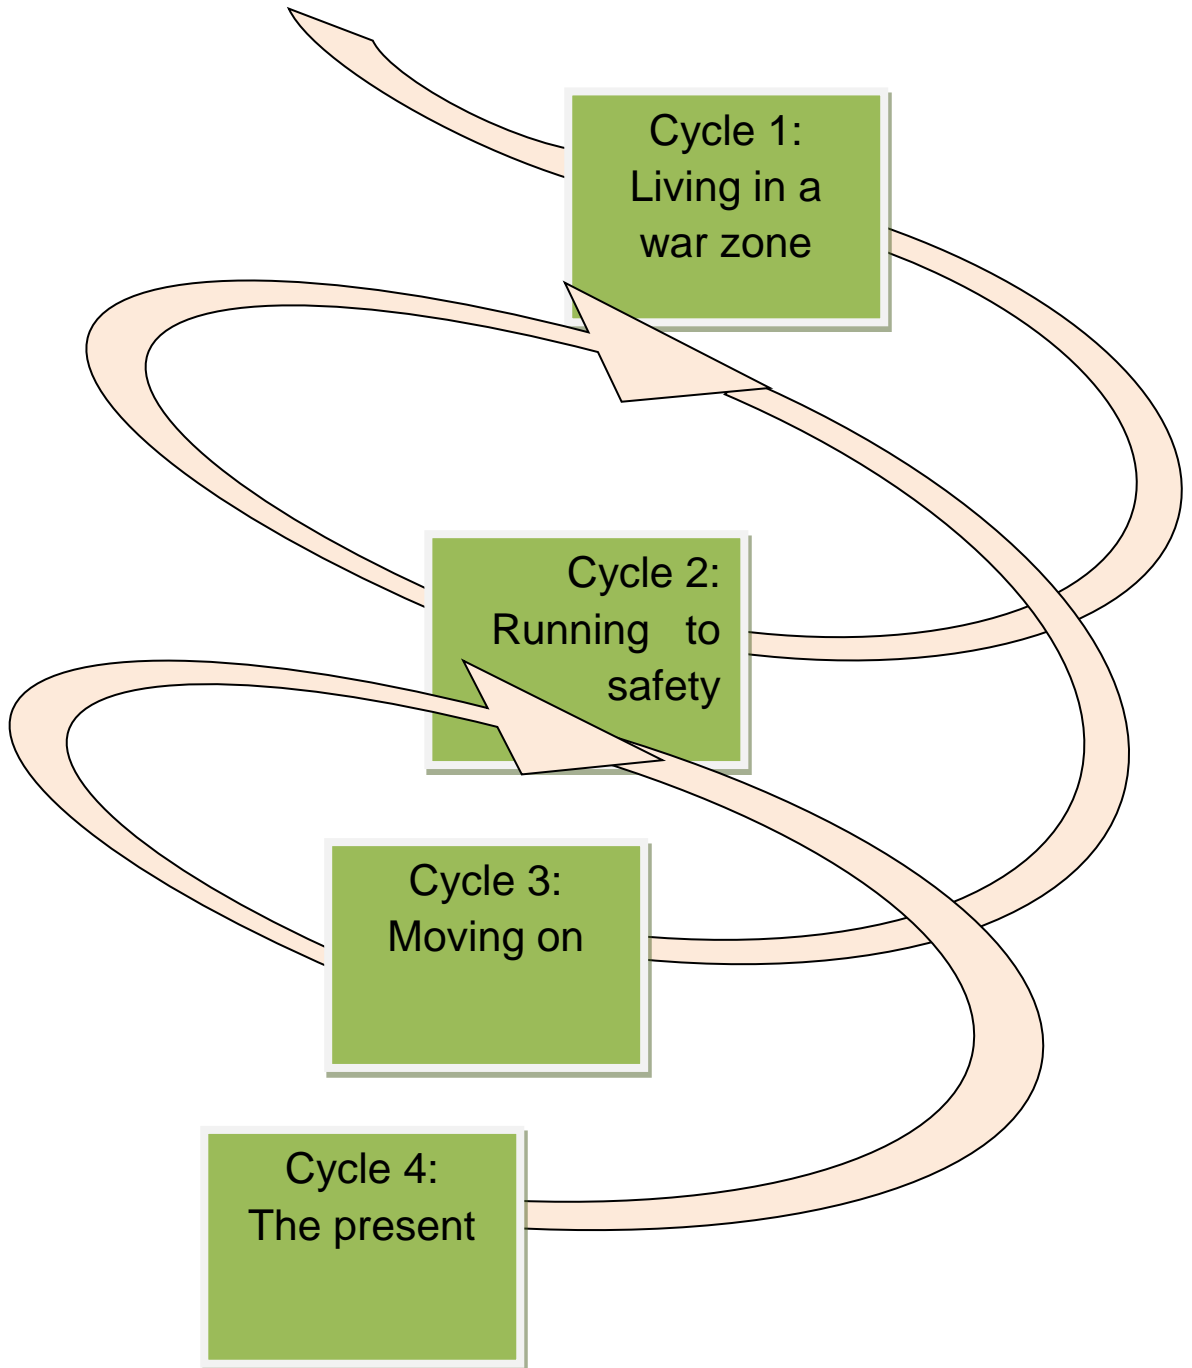 Cycle 1:
Living in a
war zone
Cycle 2:
Running to
safety
Cycle 3:
Moving on
Cycle 4:
The present